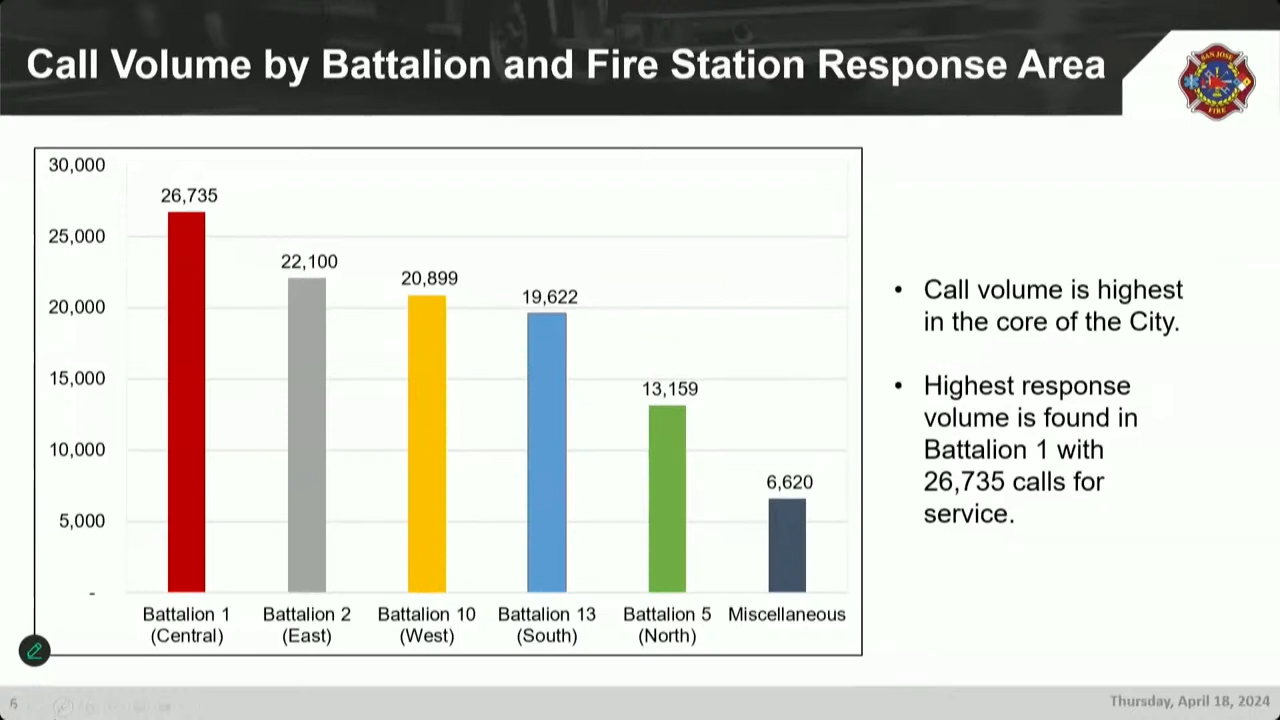 Call Volume by Battalion and Fire Station Response Area
SAN JOSE
FIRE
30,000
25,000
20,000
15,000
10,000
5,000
-
26,735
22,100
20,899
19,622
13,159
6,620
Battalion 1
(Central)
Battalion 2
(East)
Battalion 10
(West)
Battalion 13
(South)
Battalion 5
(North)
Miscellaneous
• Call volume is highest
in the core of the City.
• Highest response
volume is found in
Battalion 1 with
26,735 calls for
service.
6
Thursday, April 18, 2024